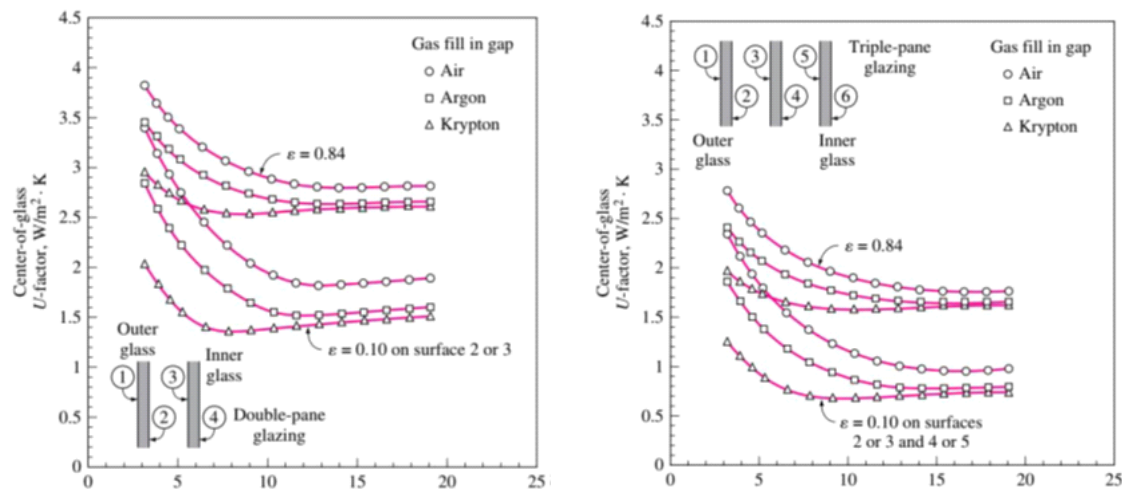 4.5
4
3.5
3
2.5
2
1.5
1
0.5
0
0
5
10
15
20
25
Center-of-glass
U-factor, W/m² · K
Gas fill in gap
Air
Argon
Krypton
ε = 0.84
ε = 0.10 on surface 2 or 3
Outer
glass
Inner
glass
1
3
2
4
Double-pane
glazing
4.5
4
3.5
3
2.5
2
1.5
1
0.5
0
0
5
10
15
20
25
Center-of-glass
U-factor, W/m² · K
1
3
5
2
4
6
Triple-pane
glazing
Outer
glass
Inner
glass
Gas fill in gap
Air
Argon
Krypton
ε = 0.84
ε = 0.10 on surfaces
2 or 3 and 4 or 5